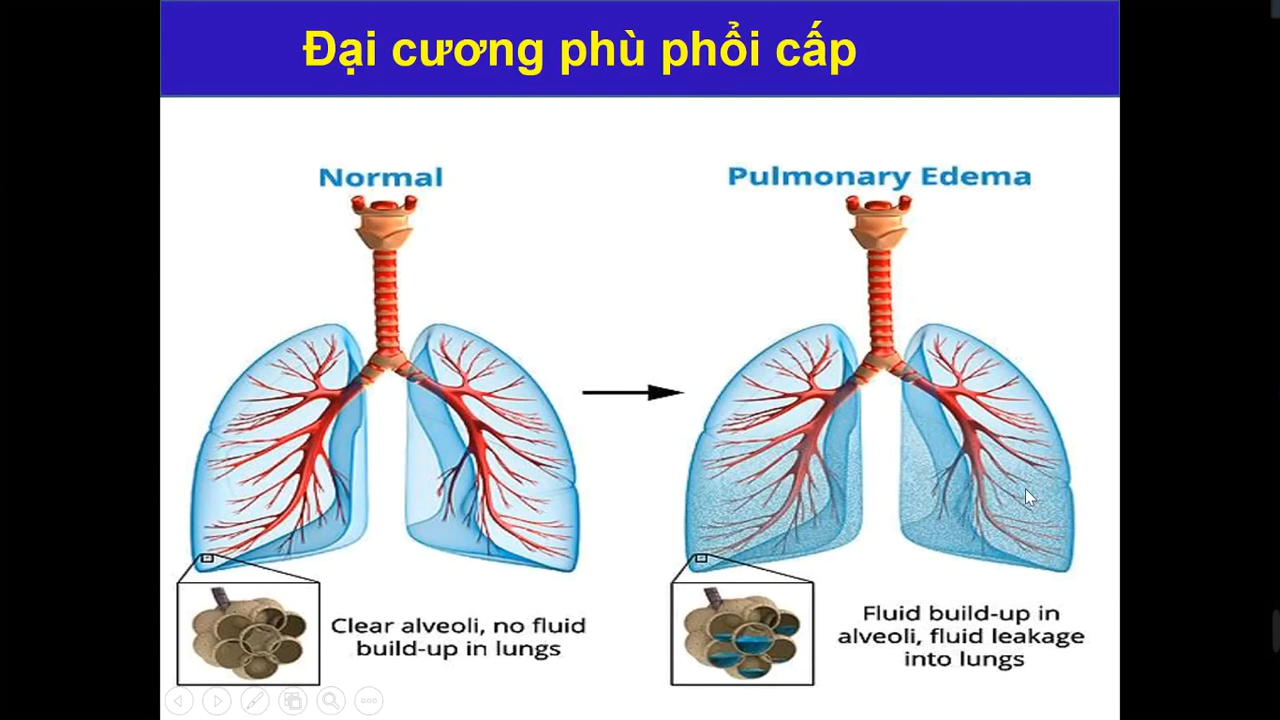 Đại cương phù phổi cấp
Normal
Pulmonary Edema
Clear alveoli, no fluid
build-up in lungs
Fluid build-up in
alveoli, fluid leakage
into lungs